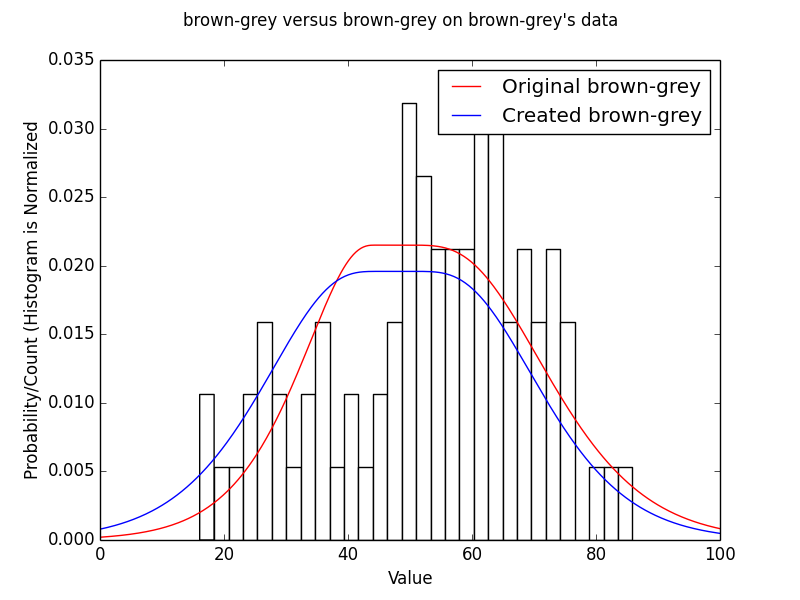 brown-grey versus brown-grey on brown-grey's data
Original brown-grey
Created brown-grey
Probability/Count (Histogram is Normalized
0.035
0.030
0.025
0.020
0.015
0.010
0.005
0.000
0 20 40 60 80 100
Value